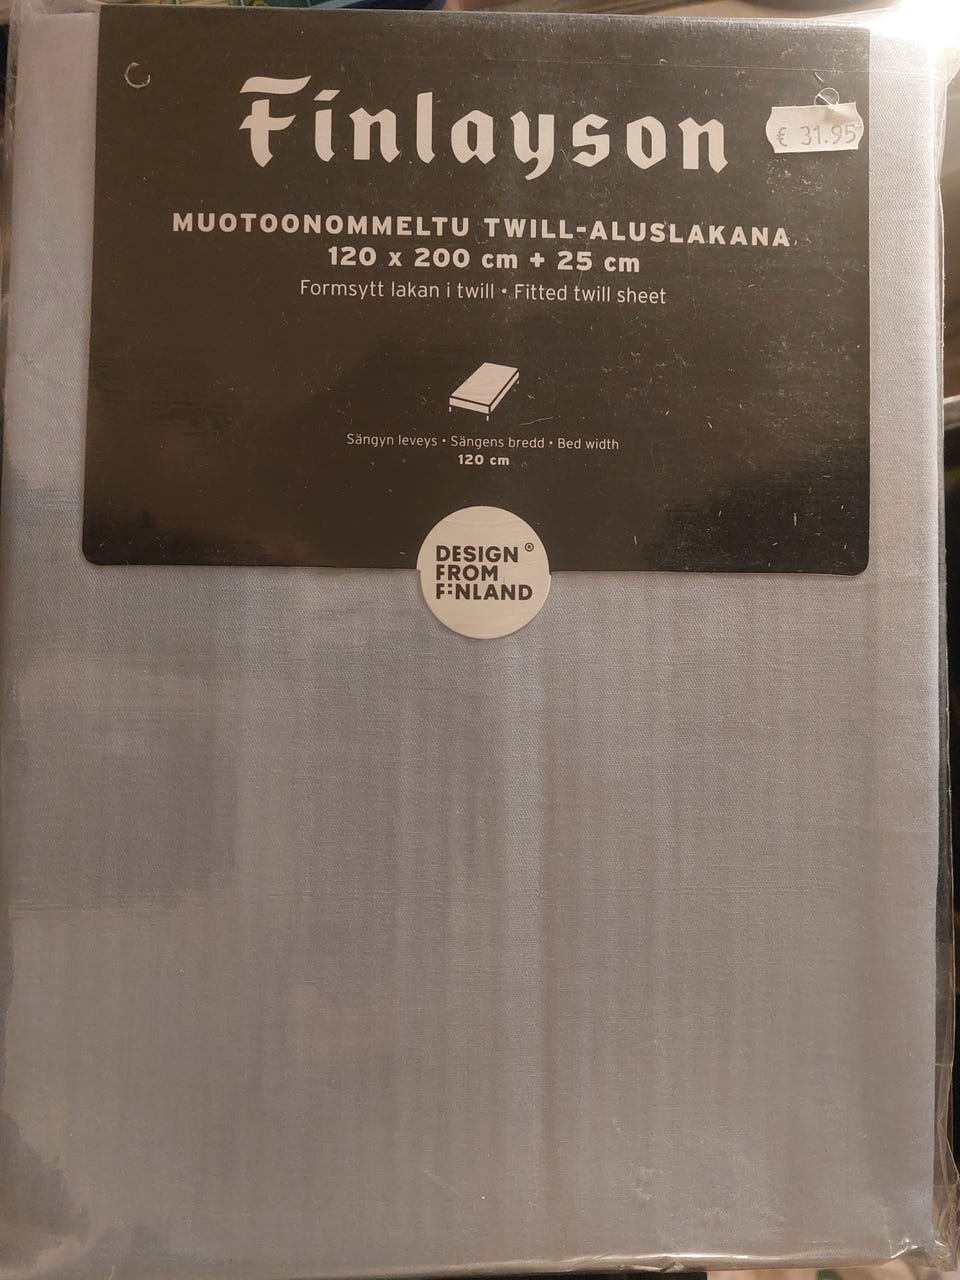 Finlayson
€ 31.95
MUOTOONOMMELTU TWILL-ALUSLAKANA
120 x 200 cm + 25 cm
Formsytt lakan i twill • Fitted twill sheet
Sängyn leveys • Sängens bredd • Bed width
120 cm
DESIGN ®
FROM
F:NLAND